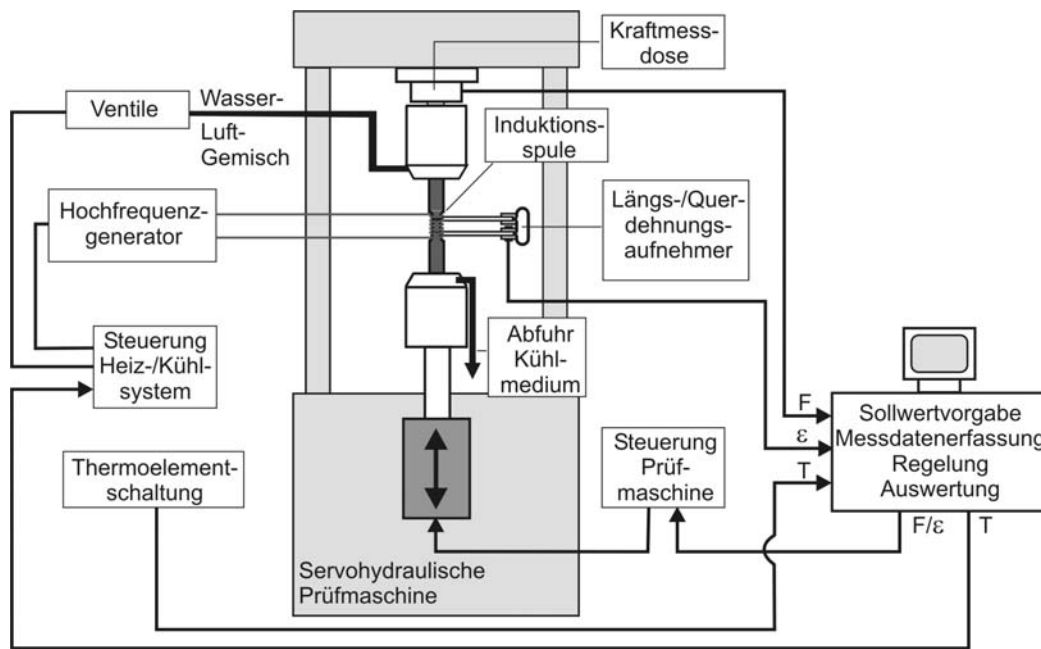 Kraftmess-
dose
Ventile
Wasser-
Luft-
Gemisch
Induktions-
spule
Hochfrequenz-
generator
Längs-/Quer-
dehnungs-
aufnehmer
Steuerung
Heiz-/Kühl-
system
Abfuhr
Kühl-
medium
Thermoelement-
schaltung
Steuerung
Prüf-
maschine
F
ε
T
Sollwertvorgabe
Messdatenerfassung
Regelung
Auswertung
F/ε
T
Servohydraulische
Prüfmaschine